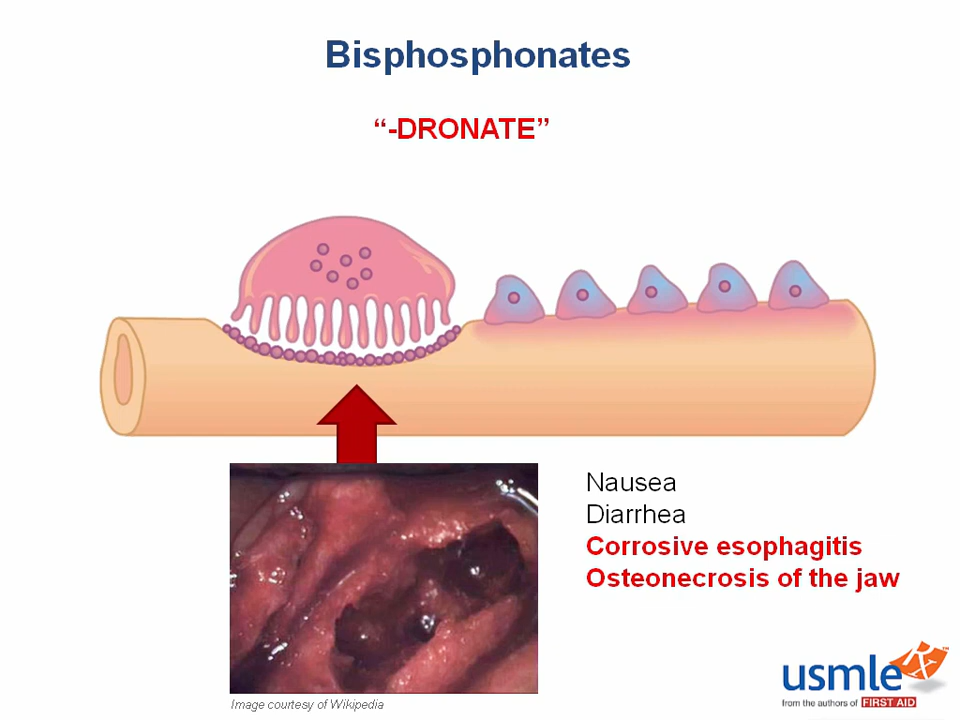 Bisphosphonates
“-DRONATE”
Nausea
Diarrhea
Corrosive esophagitis
Osteonecrosis of the jaw
Image courtesy of Wikipedia
usmle Rx™
from the authors of FIRST AID